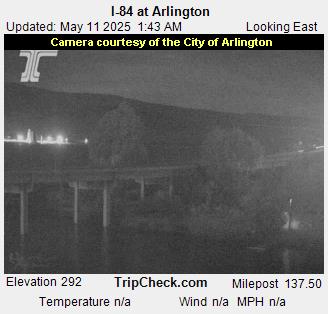 I-84 at Arlington
Updated: May 11 2025 1:43 AM Looking East
Camera courtesy of the City of Arlington
Elevation 292 TripCheck.com Milepost 137.50
Temperature n/a Wind n/a MPH n/a